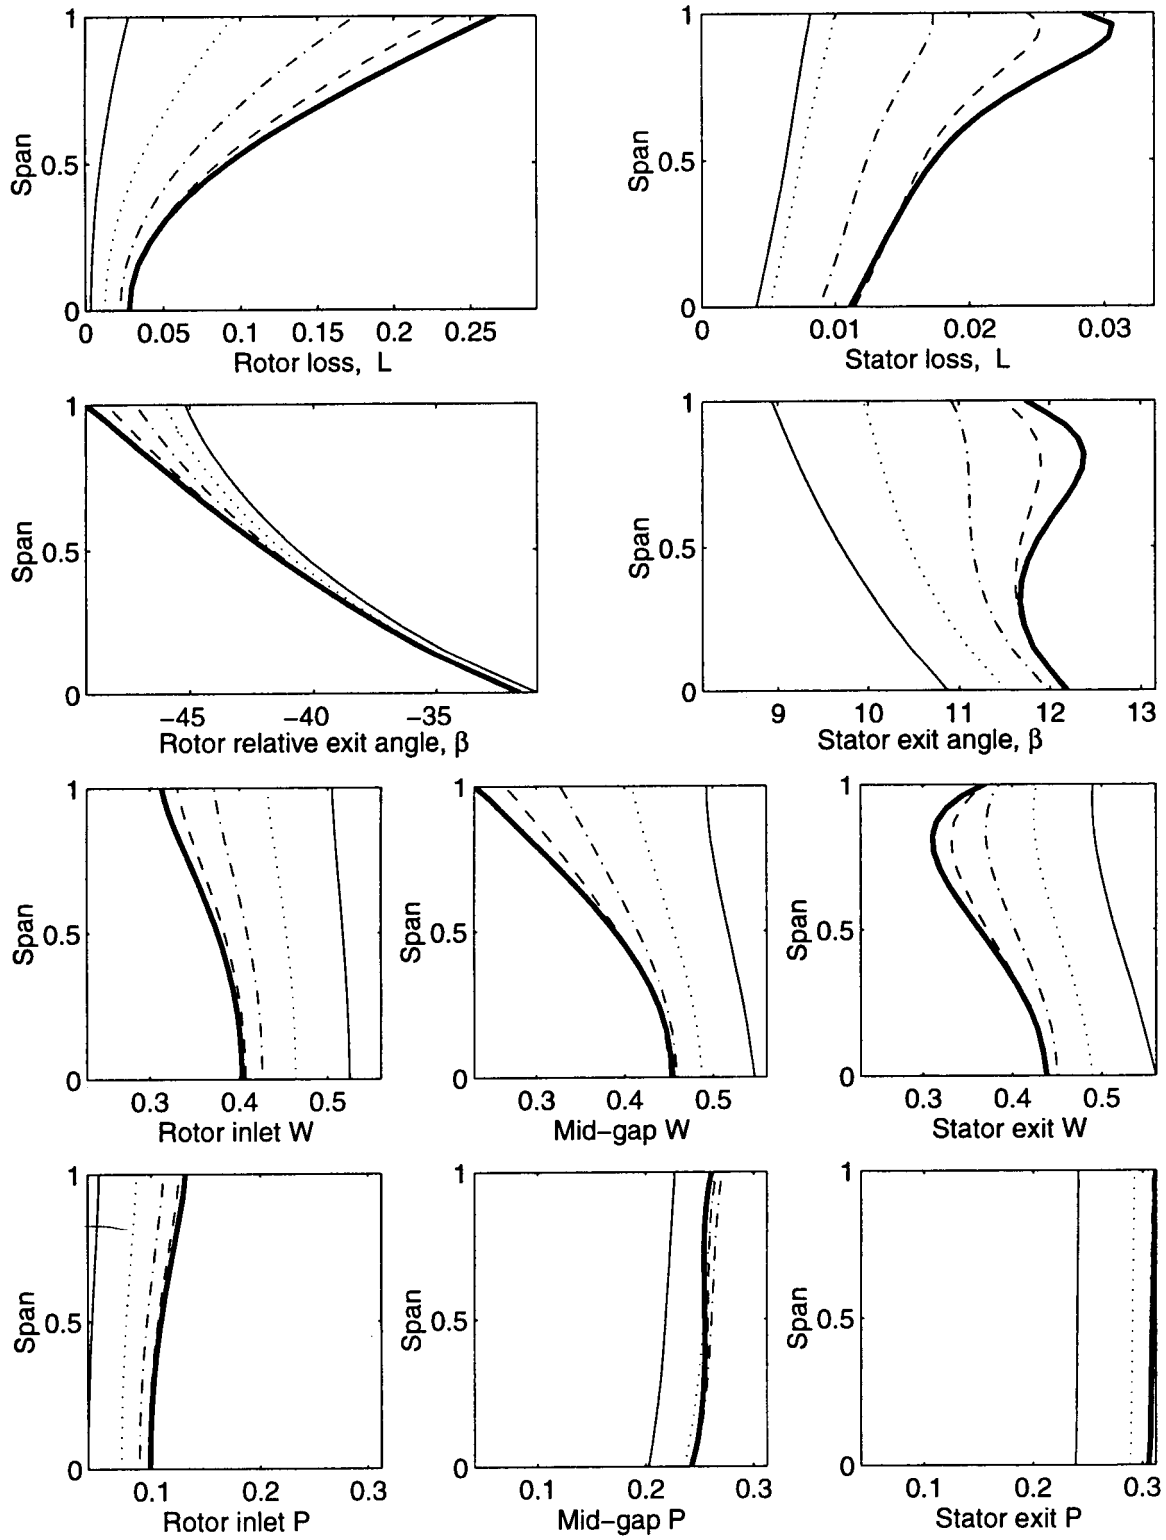 1
Span
0.5
0
0 0.05 0.1 0.15 0.2 0.25
Rotor loss, L
1
Span
0.5
0
0 0.01 0.02 0.03
Stator loss, L
1
Span
0.5
0
−45 −40 −35
Rotor relative exit angle, β
1
Span
0.5
0
9 10 11 12 13
Stator exit angle, β
1
Span
0.5
0
0.3 0.4 0.5
Rotor inlet W
1
Span
0.5
0
0.3 0.4 0.5
Mid−gap W
1
Span
0.5
0
0.3 0.4 0.5
Stator exit W
1
Span
0.5
0
0.1 0.2 0.3
Rotor inlet P
1
Span
0.5
0
0.1 0.2 0.3
Mid−gap P
1
Span
0.5
0
0.1 0.2 0.3
Stator exit P